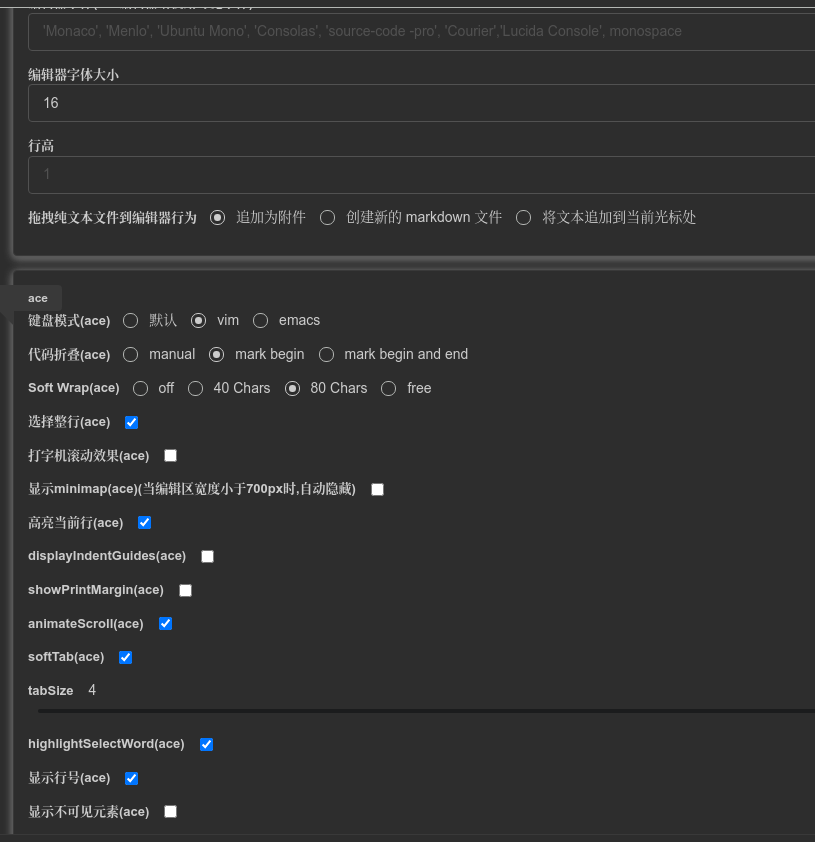 'Monaco', 'Menlo', 'Ubuntu Mono', 'Consolas', 'source-code -pro', 'Courier','Lucida Console', monospace
编辑器字体大小
16
行高
1
拖拽纯文本文件到编辑器行为 追加为附件 创建新的 markdown 文件 将文本追加到当前光标处
ace
键盘模式(ace) 默认 vim emacs
代码折叠(ace) manual mark begin mark begin and end
Soft Wrap(ace) off 40 Chars 80 Chars free
选择整行(ace)
打字机滚动效果(ace)
显示minimap(ace)(当编辑区宽度小于700px时,自动隐藏)
高亮当前行(ace)
displayIndentGuides(ace)
showPrintMargin(ace)
animateScroll(ace)
softTab(ace)
tabSize 4
highlightSelectWord(ace)
显示行号(ace)
显示不可见元素(ace)